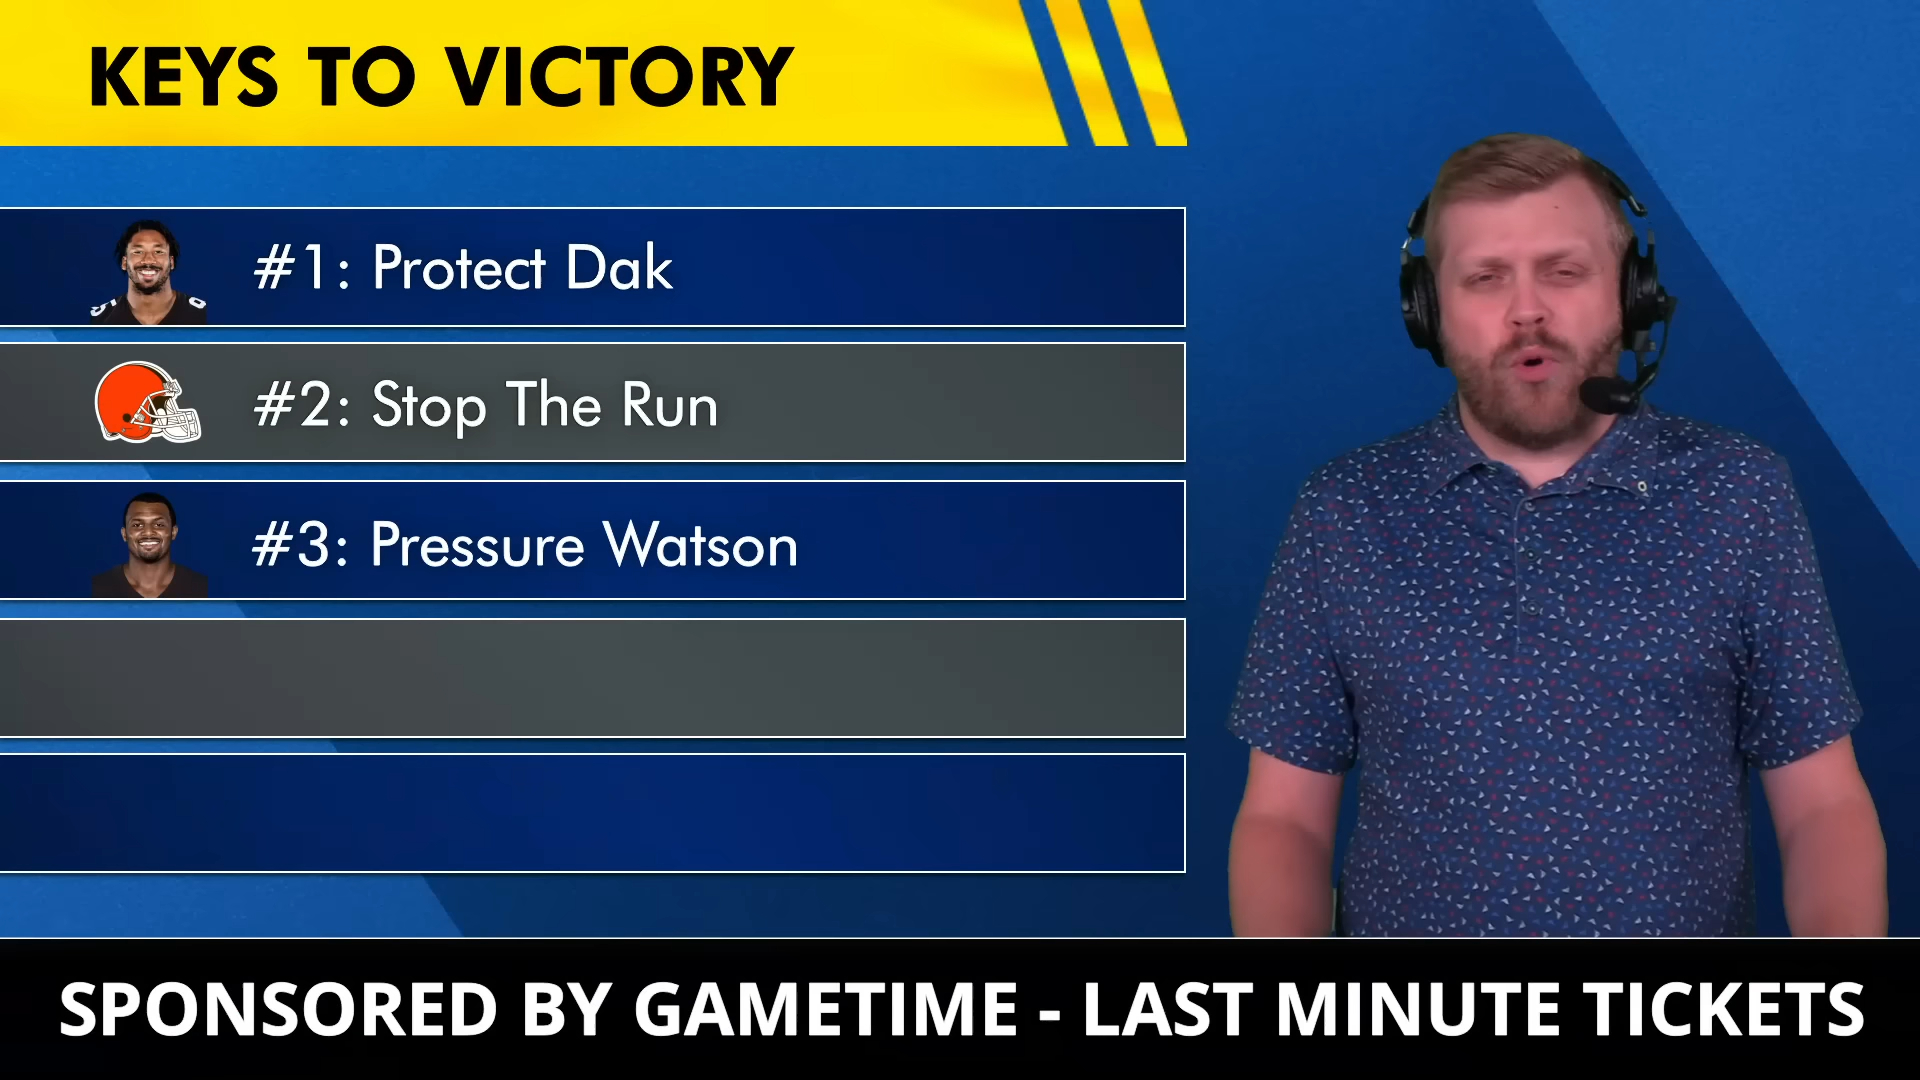 KEYS TO VICTORY
#1: Protect Dak
#2: Stop The Run
#3: Pressure Watson
SPONSORED BY GAMETIME - LAST MINUTE TICKETS